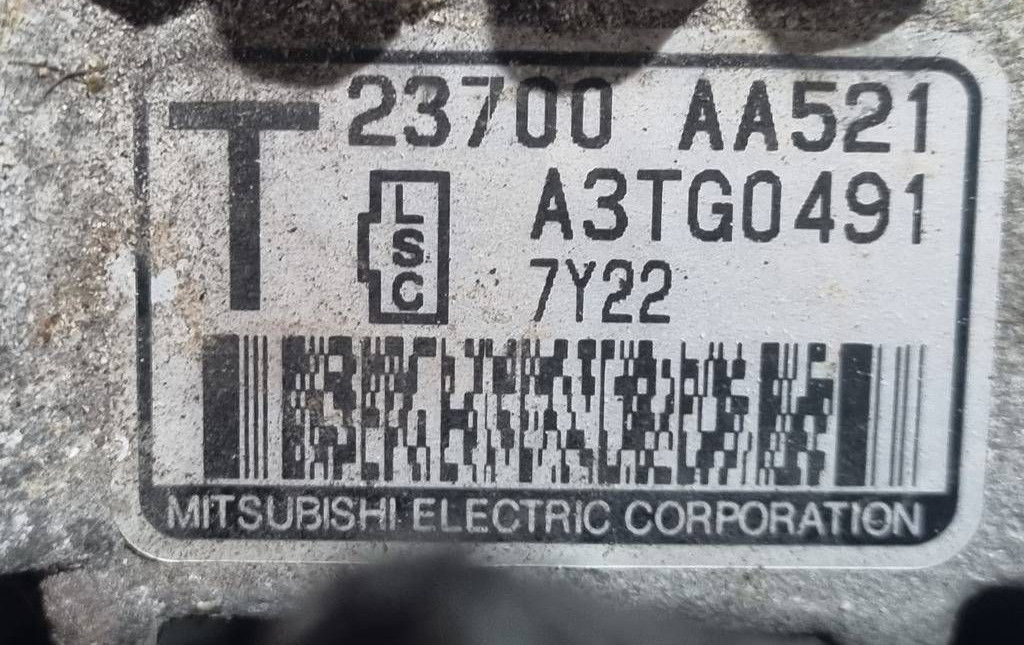 T 23700 AA521
LSC A3TG0491
7Y22
MITSUBISHI ELECTRIC CORPORATION